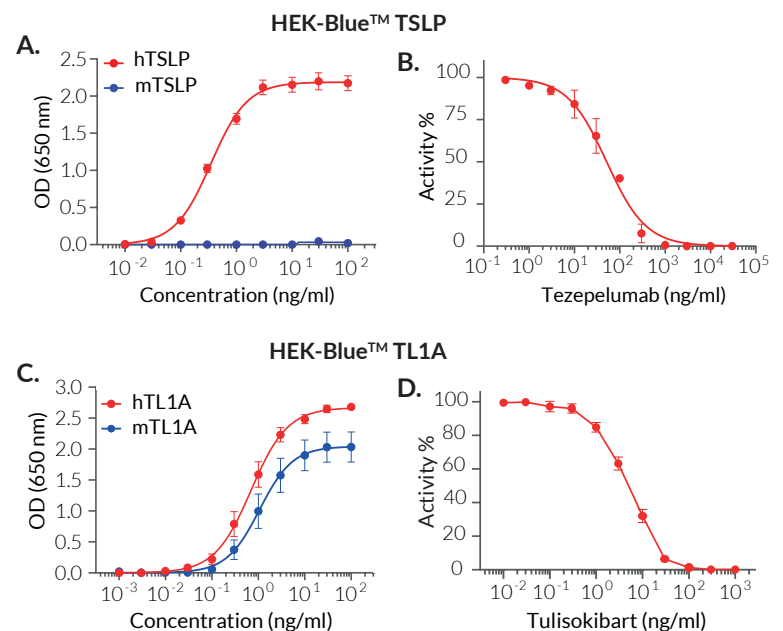 HEK-Blue™ TSLP
A.
hTSLP
mTSLP
OD (650 nm)
2.5
2.0
1.5
1.0
0.5
0.0
10⁻² 10⁻¹ 10⁰ 10¹ 10²
Concentration (ng/ml)
B.
Activity %
100
75
50
25
0
10⁻¹ 10⁰ 10¹ 10² 10³ 10⁴ 10⁵
Tezepelumab (ng/ml)
HEK-Blue™ TL1A
C.
hTL1A
mTL1A
OD (650 nm)
3.0
2.5
2.0
1.5
1.0
0.5
0.0
10⁻³ 10⁻² 10⁻¹ 10⁰ 10¹ 10²
Concentration (ng/ml)
D.
Activity %
100
80
60
40
20
0
10⁻² 10⁻¹ 10⁰ 10¹ 10² 10³
Tulisokibart (ng/ml)